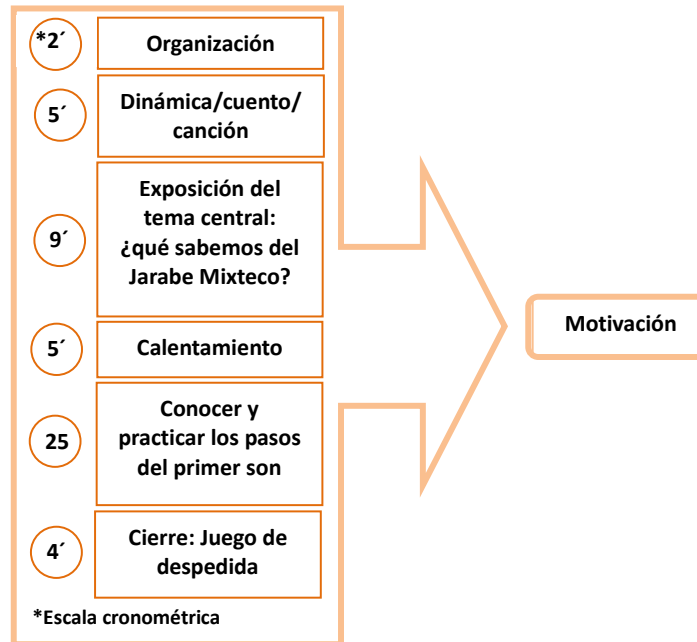 *2´
Organización
5´
Dinámica/cuento/
canción
9´
Exposición del
tema central:
¿qué sabemos del
Jarabe Mixteco?
5´
Calentamiento
25
Conocer y
practicar los pasos
del primer son
4´
Cierre: Juego de
despedida
*Escala cronométrica
Motivación